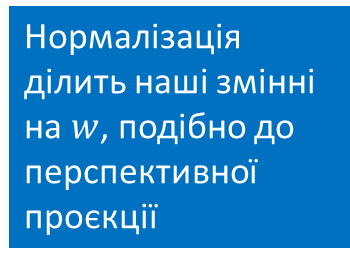 Нормалізація
ділить наші змінні
на w, подібно до
перспективної
проєкції